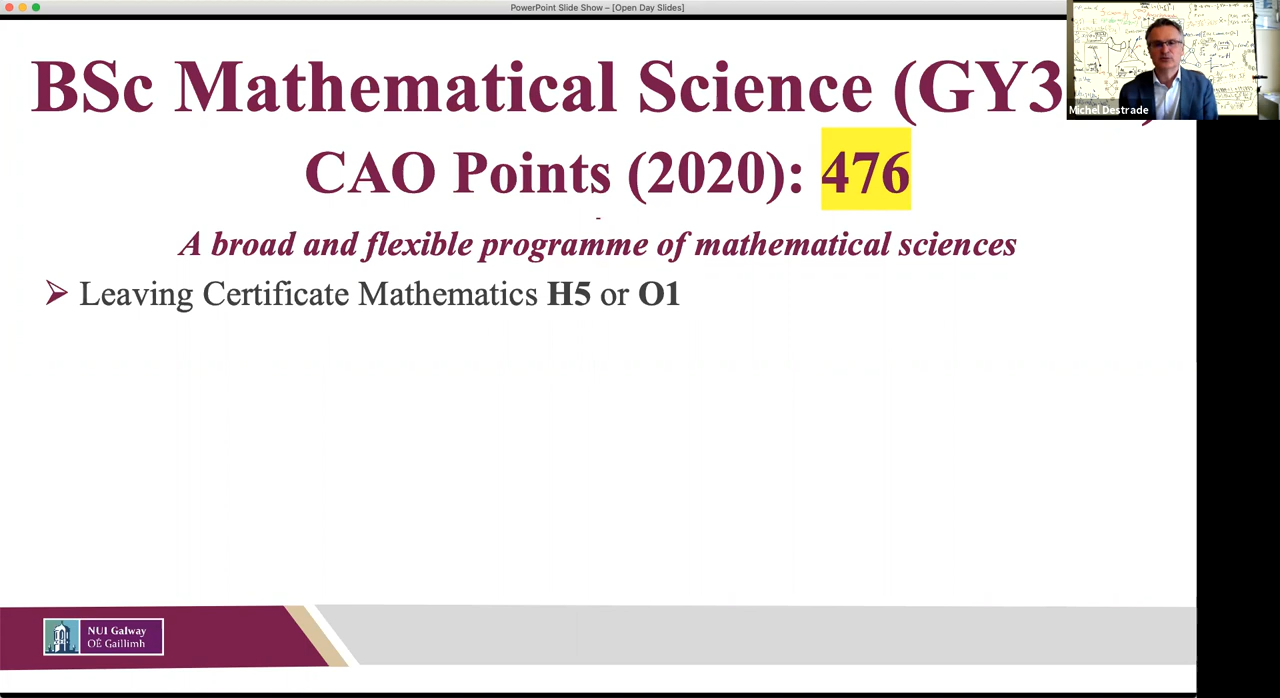 PowerPoint Slide Show – [Open Day Slides]
BSc Mathematical Science (GY3
CAO Points (2020): 476
-
A broad and flexible programme of mathematical sciences
➢ Leaving Certificate Mathematics H5 or O1
Michel Destrade
NUI Galway
OÉ Gaillimh